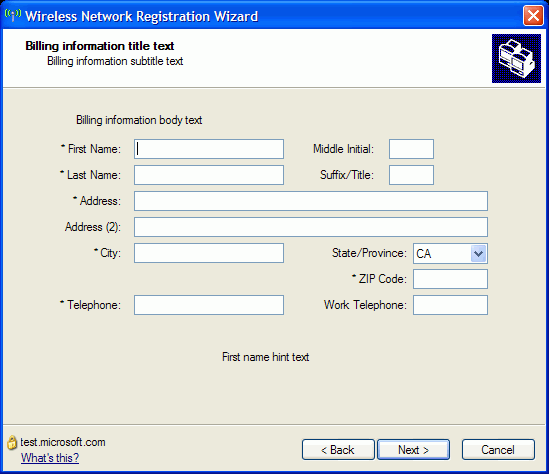 Wireless Network Registration Wizard
Billing information title text
Billing information subtitle text
Billing information body text
* First Name: Middle Initial:
* Last Name: Suffix/Title:
* Address:
Address (2):
* City: State/Province: CA
* ZIP Code:
* Telephone: Work Telephone:
First name hint text
test.microsoft.com
What's this?
< Back Next > Cancel